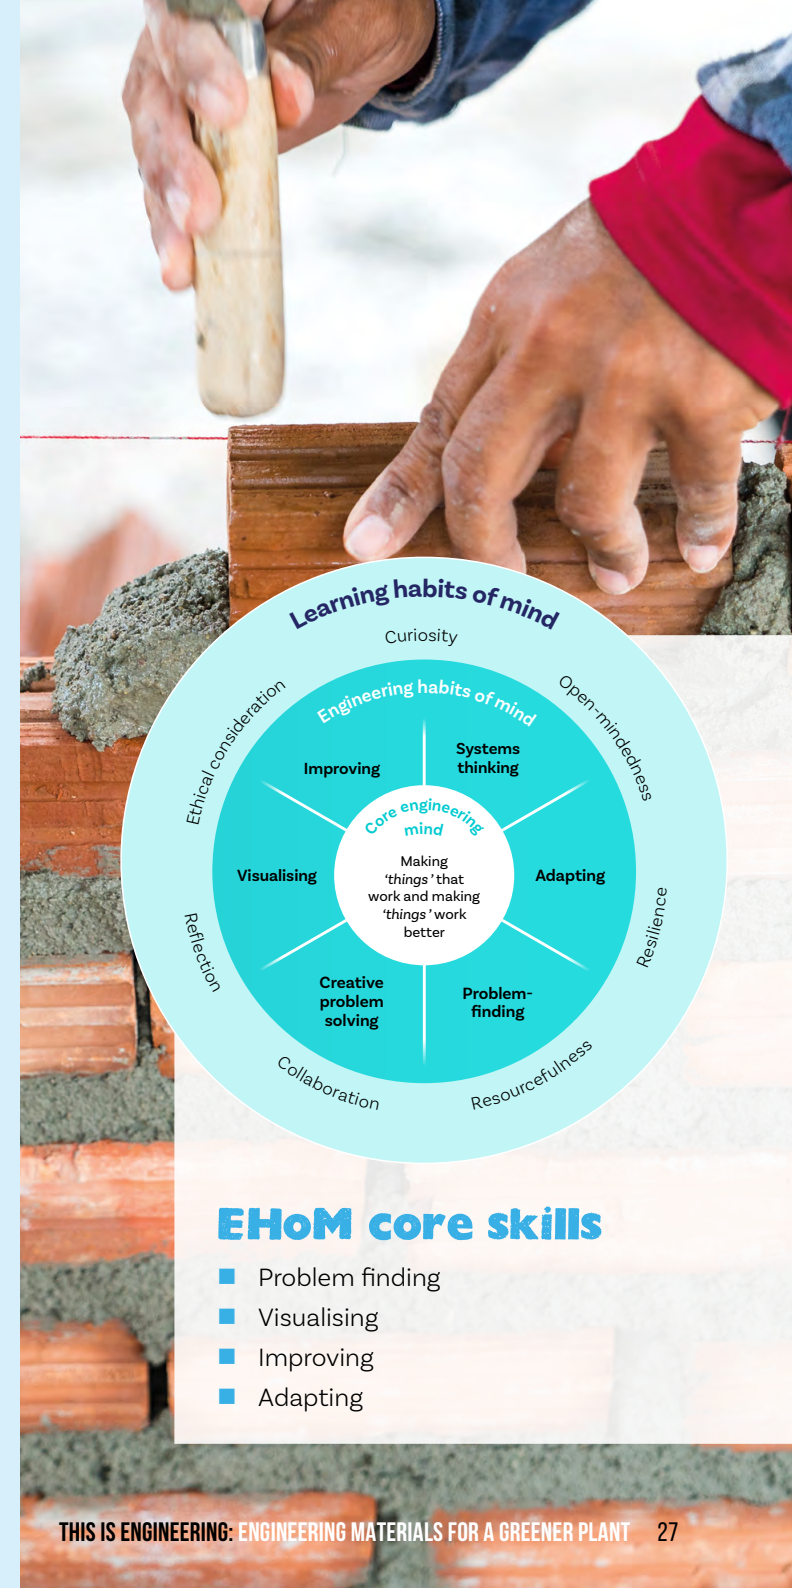 Learning habits of mind
Curiosity
Open-mindedness
Resilience
Resourcefulness
Collaboration
Reflection
Ethical consideration
Engineering habits of mind
Systems
thinking
Adapting
Problem-
finding
Creative
problem
solving
Visualising
Improving
Core engineering
mind
Making
‘things’ that
work and making
‘things’ work
better
EHoM core skills
Problem finding
Visualising
Improving
Adapting
THIS IS ENGINEERING: ENGINEERING MATERIALS FOR A GREENER PLANT 27